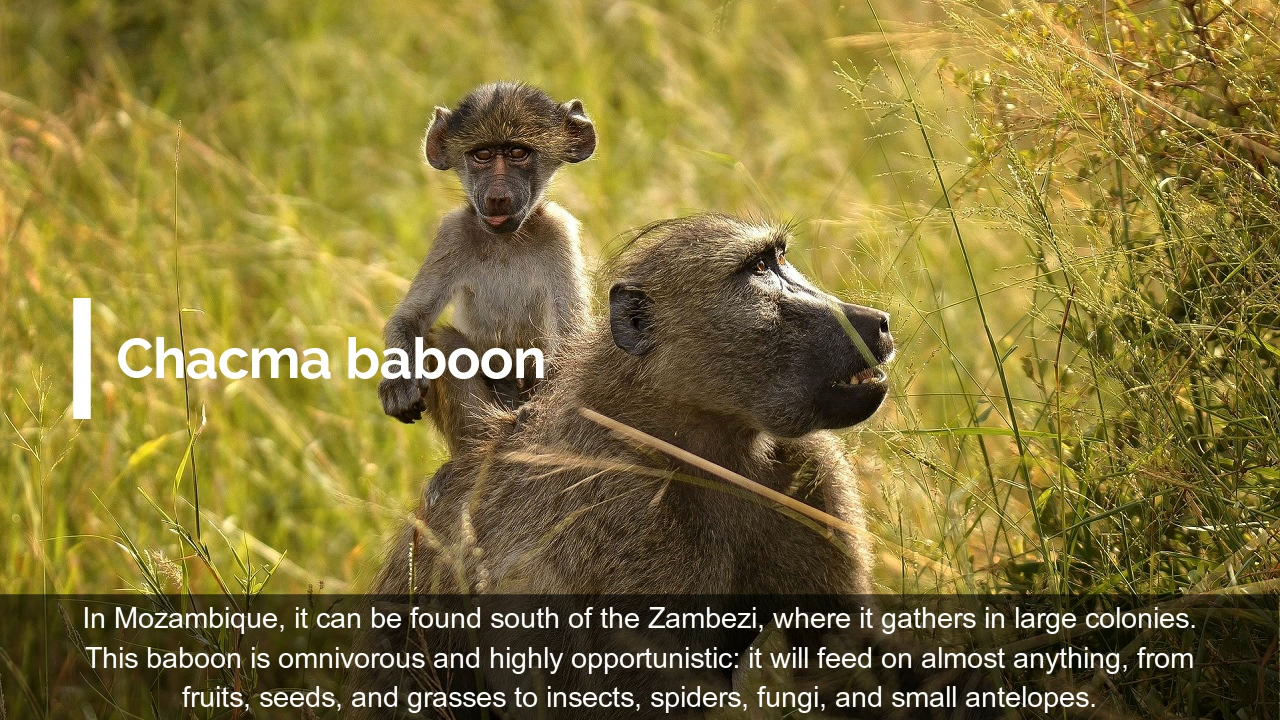 Chacma baboon
In Mozambique, it can be found south of the Zambezi, where it gathers in large colonies.
This baboon is omnivorous and highly opportunistic: it will feed on almost anything, from
fruits, seeds, and grasses to insects, spiders, fungi, and small antelopes.